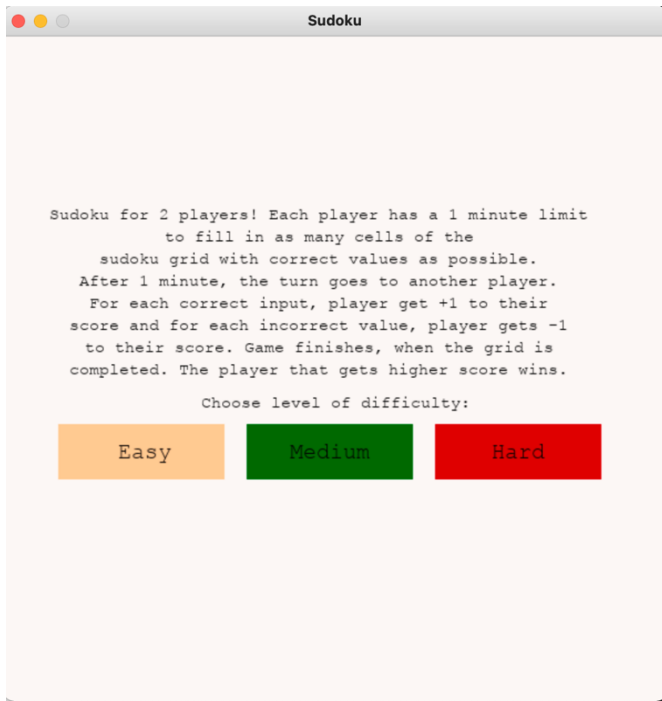 Sudoku
Sudoku for 2 players! Each player has a 1 minute limit
to fill in as many cells of the
sudoku grid with correct values as possible.
After 1 minute, the turn goes to another player.
For each correct input, player get +1 to their
score and for each incorrect value, player gets -1
to their score. Game finishes, when the grid is
completed. The player that gets higher score wins.
Choose level of difficulty:
Easy Medium Hard